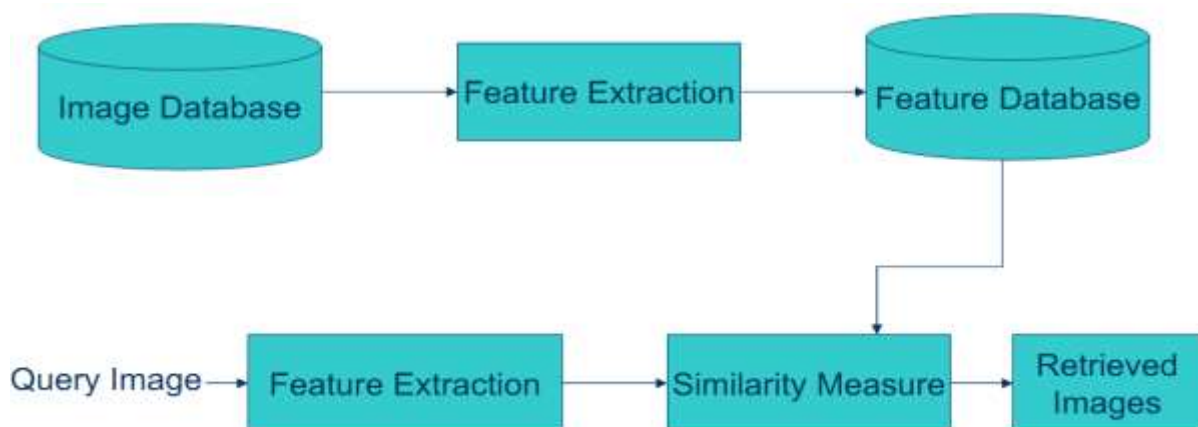 Image Database
Feature Extraction
Feature Database
Query Image
Feature Extraction
Similarity Measure
Retrieved
Images